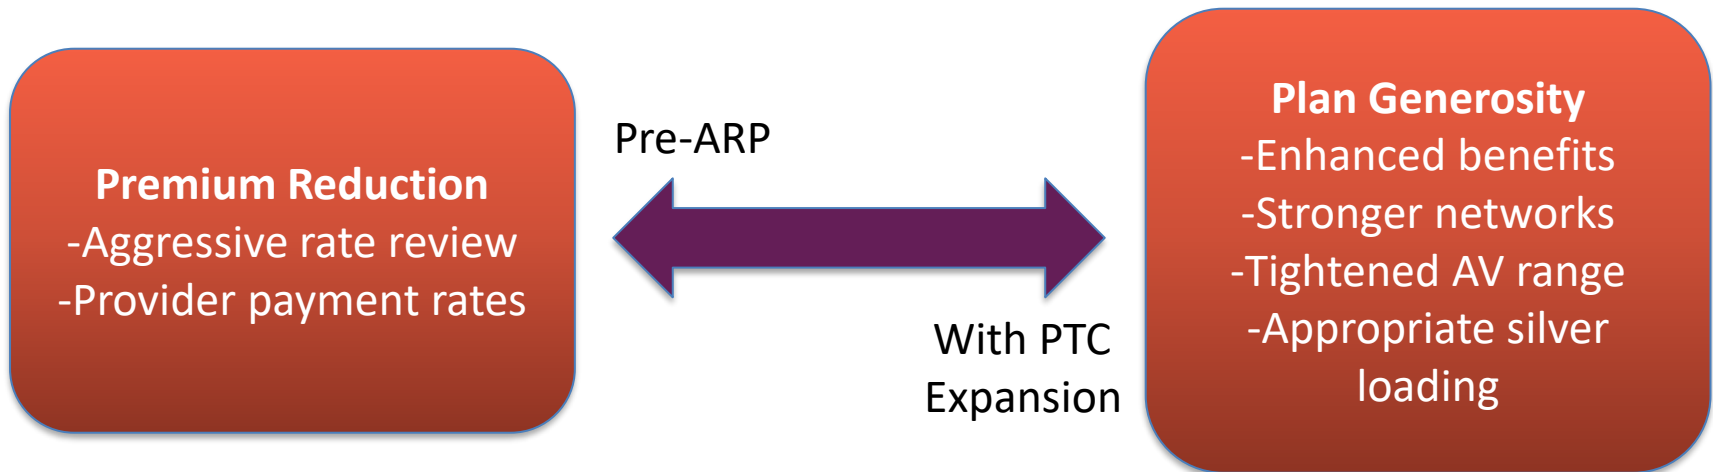 Premium Reduction
-Aggressive rate review
-Provider payment rates
Pre-ARP
With PTC
Expansion
Plan Generosity
-Enhanced benefits
-Stronger networks
-Tightened AV range
-Appropriate silver
loading